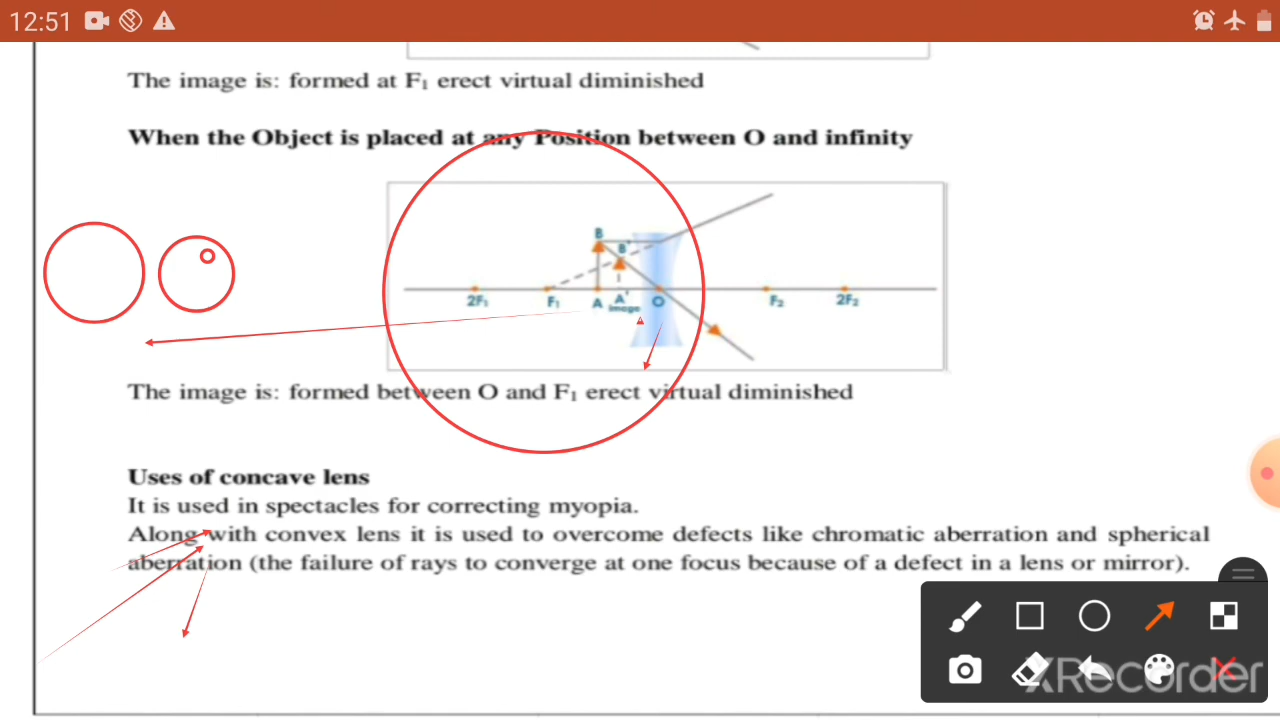 12:51
The image is: formed at F₁ erect virtual diminished
When the Object is placed at any Position between O and infinity
B
B'
2F₁ F₁ A A' O F₂ 2F₂
image
The image is: formed between O and F₁ erect virtual diminished
Uses of concave lens
It is used in spectacles for correcting myopia.
Along with convex lens it is used to overcome defects like chromatic aberration and spherical
aberration (the failure of rays to converge at one focus because of a defect in a lens or mirror).
XRecorder